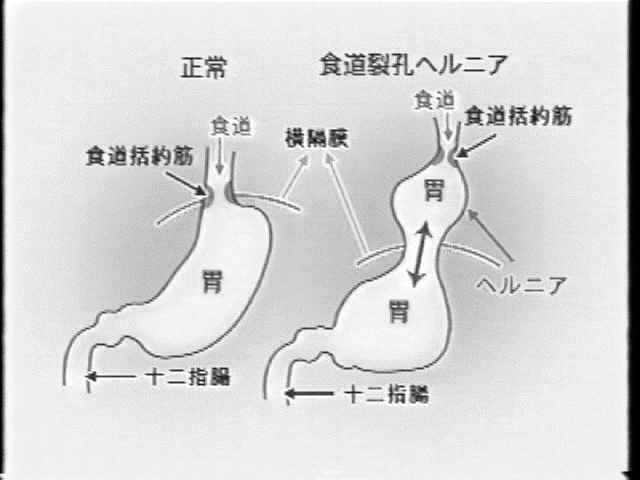 正常
食道裂孔ヘルニア
食道
食道括約筋
横隔膜
食道
食道括約筋
胃
胃
ヘルニア
胃
十二指腸
十二指腸